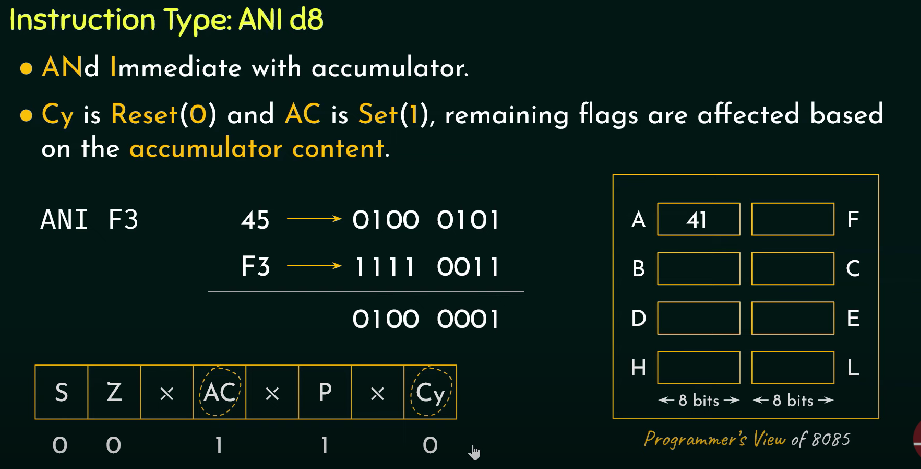 Instruction Type: ANI d8
● ANd Immediate with accumulator.
● Cy is Reset(0) and AC is Set(1), remaining flags are affected based
on the accumulator content.
ANI F3
45 → 0100 0101
F3 → 1111 0011
0100 0001
S Z × AC × P × Cy
0 0 1 1 0
A 41 F
B C
D E
H L
← 8 bits → ← 8 bits →
Programmer's View of 8085